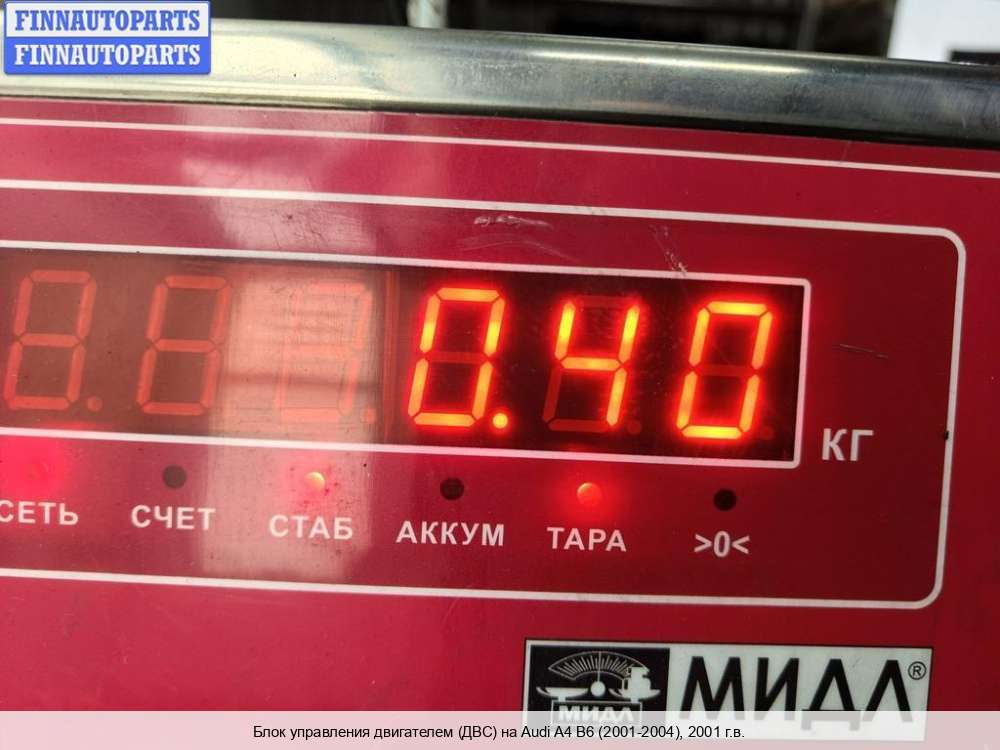 FINNAUTOPARTS
FINNAUTOPARTS
0.40
КГ
СЕТЬ СЧЕТ СТАБ АККУМ ТАРА >0<
МИДЛ®
МИДЛ
Блок управления двигателем (ДВС) на Audi A4 B6 (2001-2004), 2001 г.в.